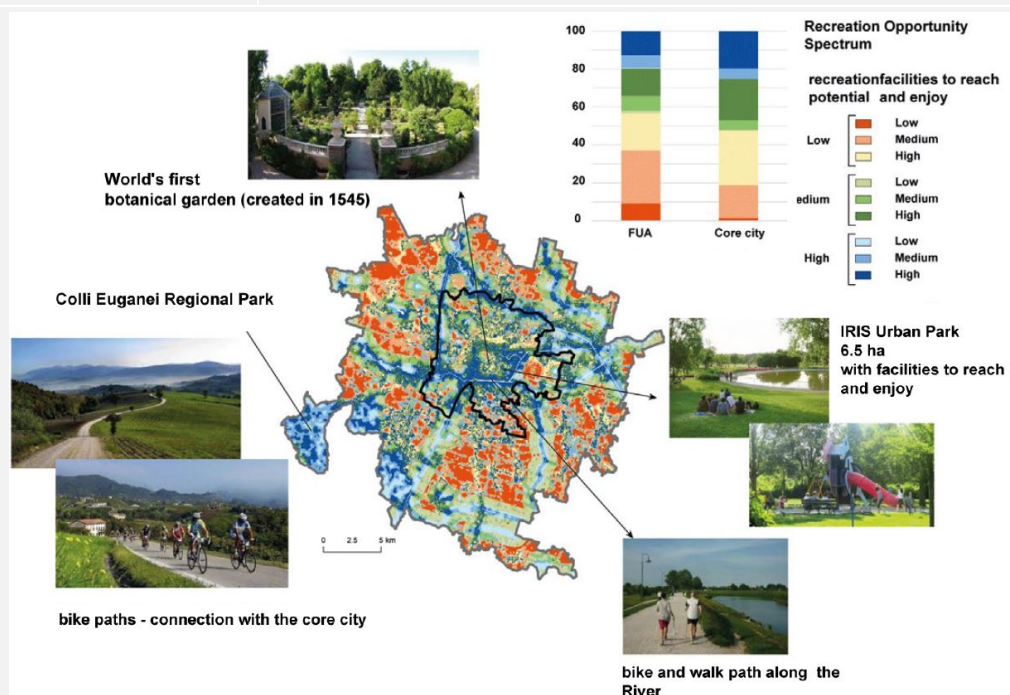 100
80
60
40
20
0
FUA
Core city
Recreation Opportunity
Spectrum
recreationfacilities to reach
potential and enjoy
Low
Low
Medium
High
edium
Low
Medium
High
High
Low
Medium
High
World's first
botanical garden (created in 1545)
Colli Euganei Regional Park
IRIS Urban Park
6.5 ha
with facilities to reach
and enjoy
0 2.5 5 km
bike paths - connection with the core city
bike and walk path along the
River